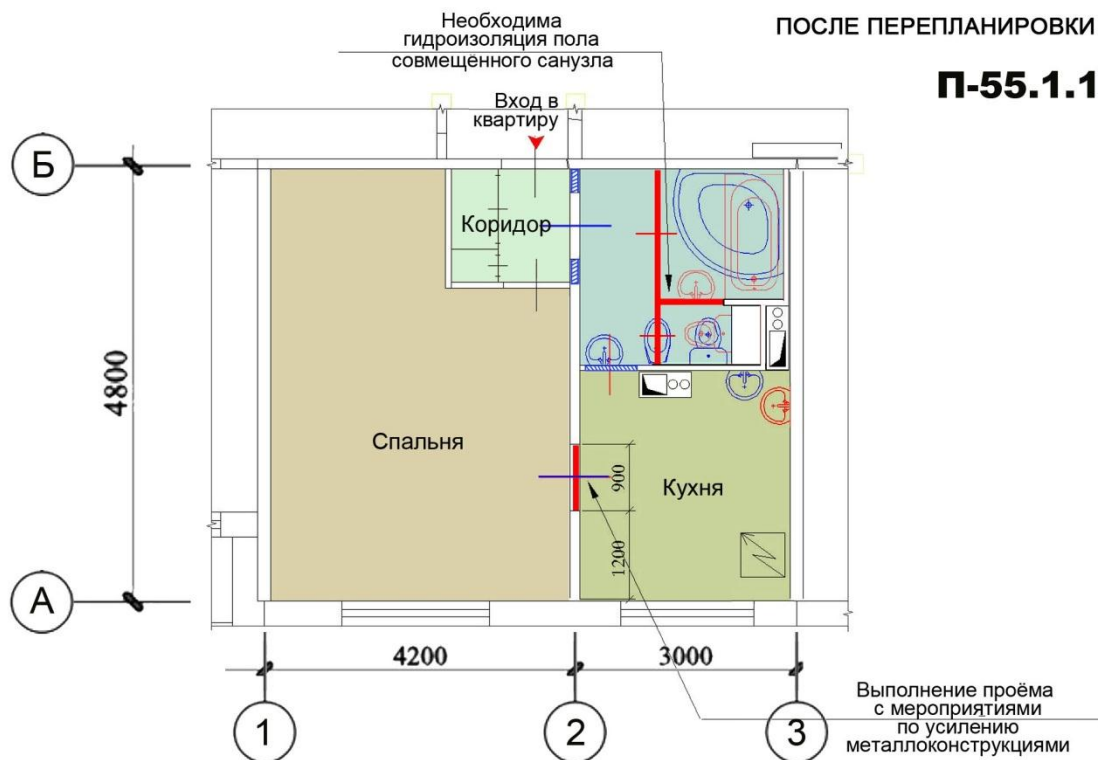 ПОСЛЕ ПЕРЕПЛАНИРОВКИ
П-55.1.1
Необходима
гидроизоляция пола
совмещённого санузла
Вход в
квартиру
Б
Коридор
4800
Спальня
900
Кухня
1200
А
4200
3000
1
2
3
Выполнение проёма
с мероприятиями
по усилению
металлоконструкциями